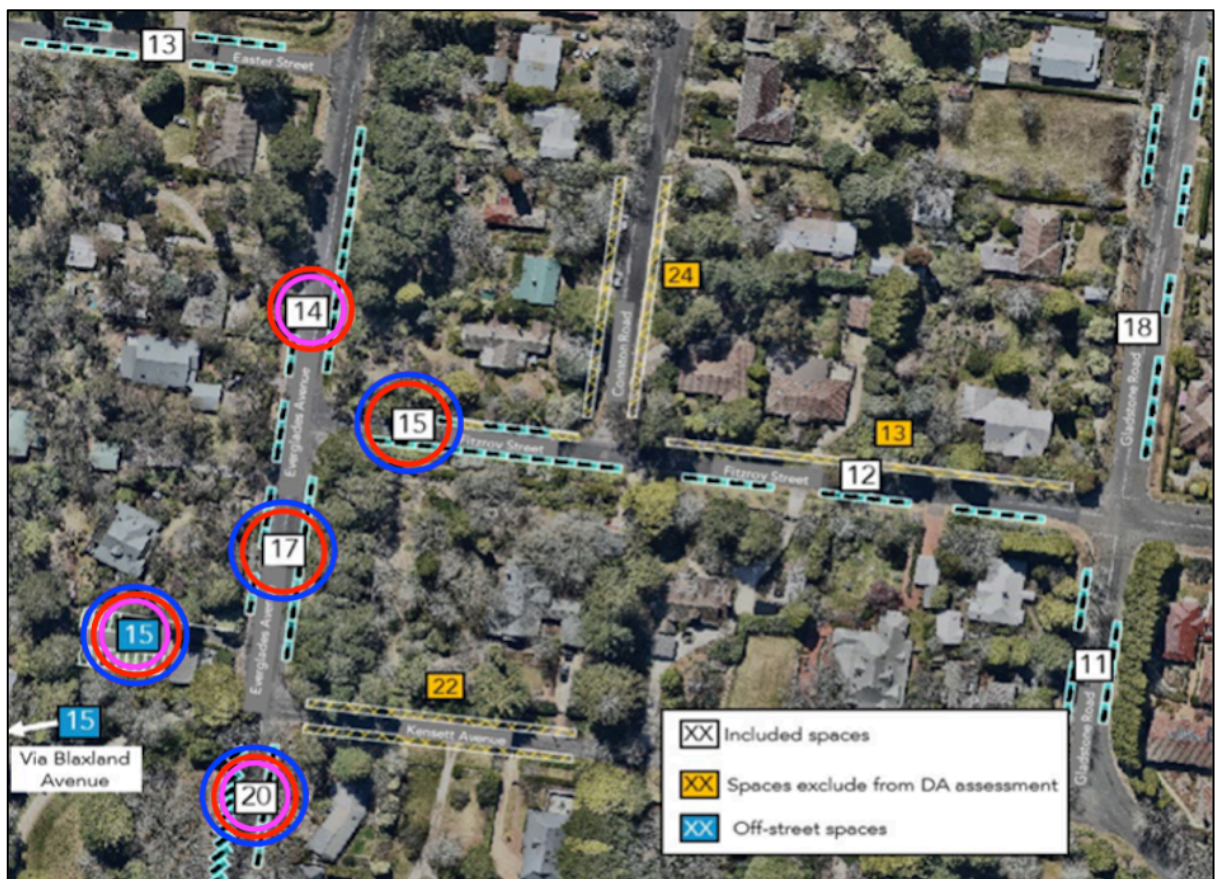 13
Easter Street
24
14
18
Coniston Road
Gladstone Road
Everglades Avenue
15
Fitzroy Street
13
Fitzroy Street
12
17
15
Everglades Ave
11
22
15
Kensett Avenue
Gladstone Road
Via Blaxland
Avenue
20
XX Included spaces
XX Spaces exclude from DA assessment
XX Off-street spaces